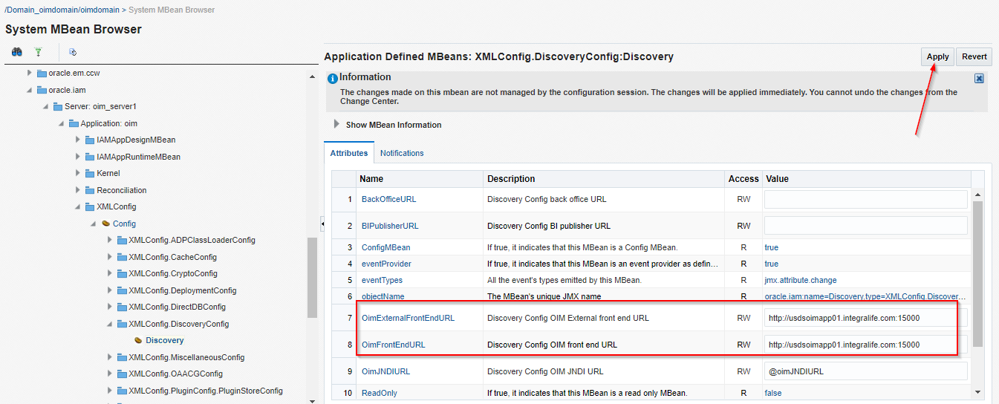 /Domain_oimdomain/oimdomain > System MBean Browser
System MBean Browser
oracle.em.ccw
oracle.iam
Server: oim_server1
Application: oim
IAMAppDesignMBean
IAMAppRuntimeMBean
Kernel
Reconciliation
XMLConfig
Config
XMLConfig.ADPClassLoaderConfig
XMLConfig.CacheConfig
XMLConfig.CryptoConfig
XMLConfig.DeploymentConfig
XMLConfig.DirectDBConfig
XMLConfig.DiscoveryConfig
Discovery
XMLConfig.MiscellaneousConfig
XMLConfig.OAACGConfig
XMLConfig.PluginConfig.PluginStoreConfig
Application Defined MBeans: XMLConfig.DiscoveryConfig:Discovery
Apply Revert
Information
The changes made on this mbean are not managed by the configuration session. The changes will be applied immediately. You cannot undo the changes from the
Change Center.
Show MBean Information
Attributes Notifications
Name Description Access Value
1 BackOfficeURL Discovery Config back office URL RW
2 BIPublisherURL Discovery Config BI publisher URL RW
3 ConfigMBean If true, it indicates that this MBean is a Config MBean. R true
4 eventProvider If true, it indicates that this MBean is an event provider as defin... R true
5 eventTypes All the event's types emitted by this MBean. R jmx.attribute.change
6 objectName The MBean's unique JMX name R oracle.iam:name=Discovery,type=XMLConfig.Discover...
7 OimExternalFrontEndURL Discovery Config OIM External front end URL RW http://usdsoimapp01.integralife.com:15000
8 OimFrontEndURL Discovery Config OIM front end URL RW http://usdsoimapp01.integralife.com:15000
9 OimJNDIURL Discovery Config OIM JNDI URL RW @oimJNDIURL
10 ReadOnly If true, it indicates that this MBean is a read only MBean. R false